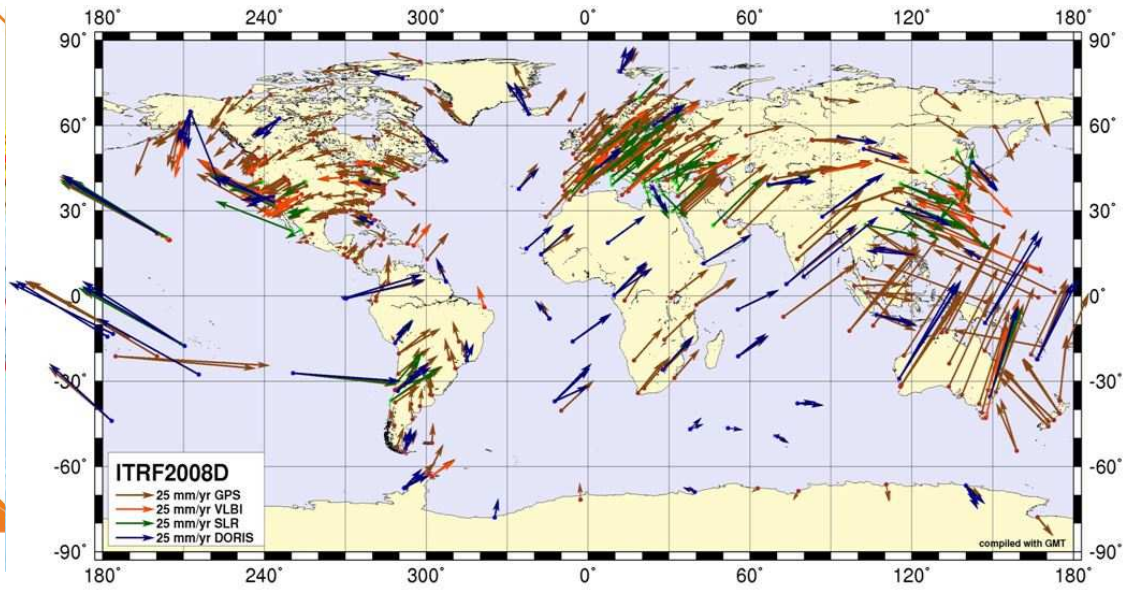 180° 240° 300° 0° 60° 120° 180°
90° 90°
60° 60°
30° 30°
0° 0°
-30° -30°
-60° -60°
ITRF2008D
25 mm/yr GPS
25 mm/yr VLBI
25 mm/yr SLR
25 mm/yr DORIS
compiled with GMT
-90° -90°
180° 240° 300° 0° 60° 120° 180°